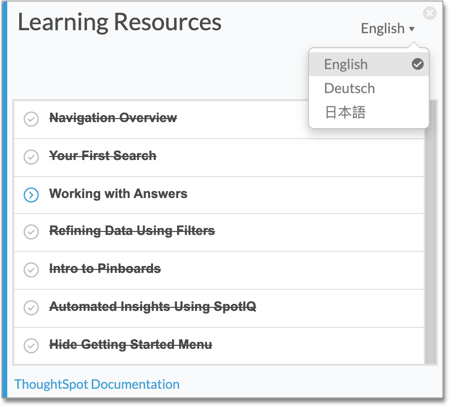 Learning Resources
English
English
Deutsch
日本語
Navigation Overview
Your First Search
Working with Answers
Refining Data Using Filters
Intro to Pinboards
Automated Insights Using SpotIQ
Hide Getting Started Menu
ThoughtSpot Documentation